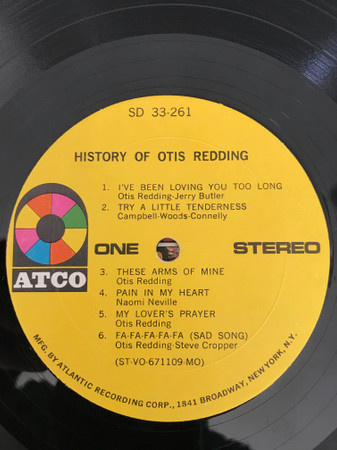 SD 33-261
HISTORY OF OTIS REDDING
1. I'VE BEEN LOVING YOU TOO LONG
Otis Redding-Jerry Butler
2. TRY A LITTLE TENDERNESS
Campbell-Woods-Connelly
ONE STEREO
ATCO
3. THESE ARMS OF MINE
Otis Redding
4. PAIN IN MY HEART
Naomi Neville
5. MY LOVER'S PRAYER
Otis Redding
6. FA-FA-FA-FA-FA (SAD SONG)
Otis Redding-Steve Cropper
(ST-VO-671109-MO)
MFG. BY ATLANTIC RECORDING CORP., 1841 BROADWAY, NEW YORK, N.Y.